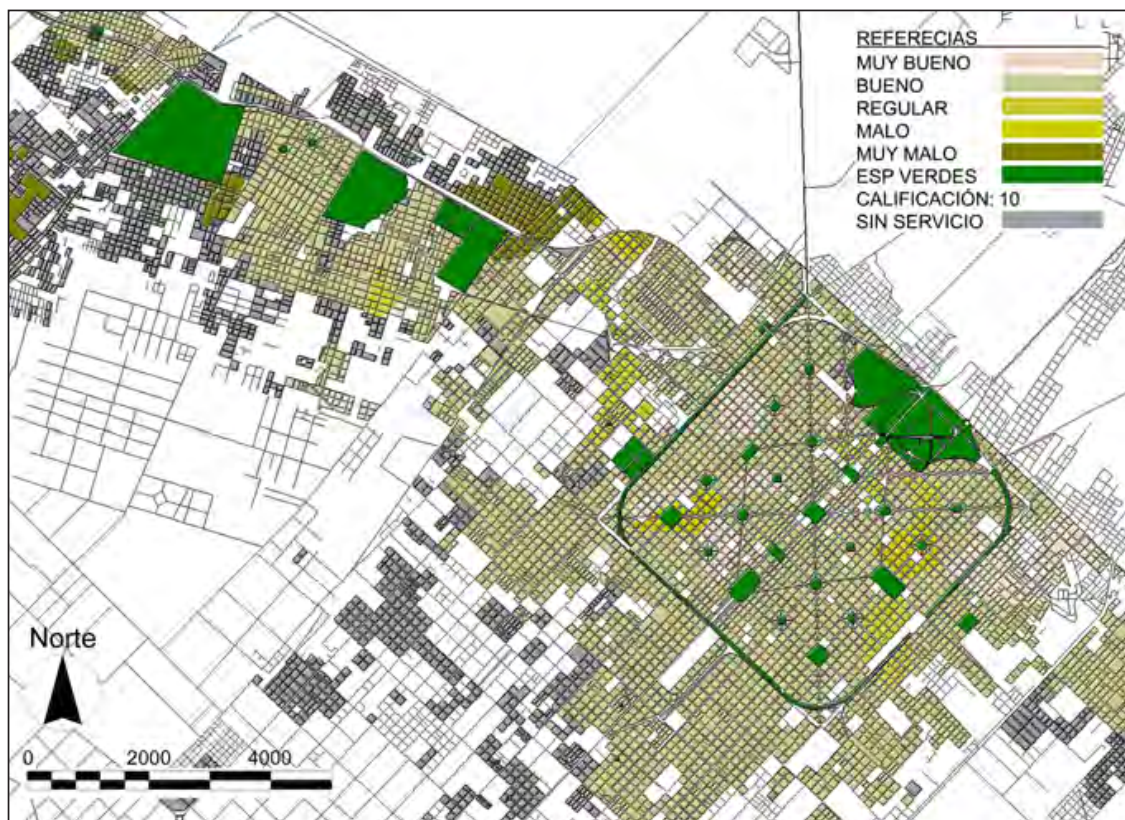 REFERECIAS
MUY BUENO
BUENO
REGULAR
MALO
MUY MALO
ESP VERDES
CALIFICACIÓN: 10
SIN SERVICIO
Norte
0 2000 4000